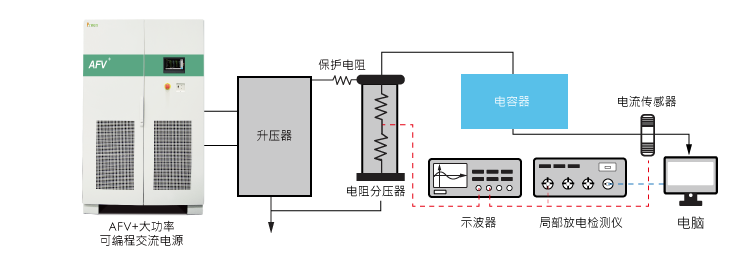 保护电阻
AFV+
电容器
电流传感器
升压器
电阻分压器
示波器
局部放电检测仪
电脑
AFV+大功率
可编程交流电源